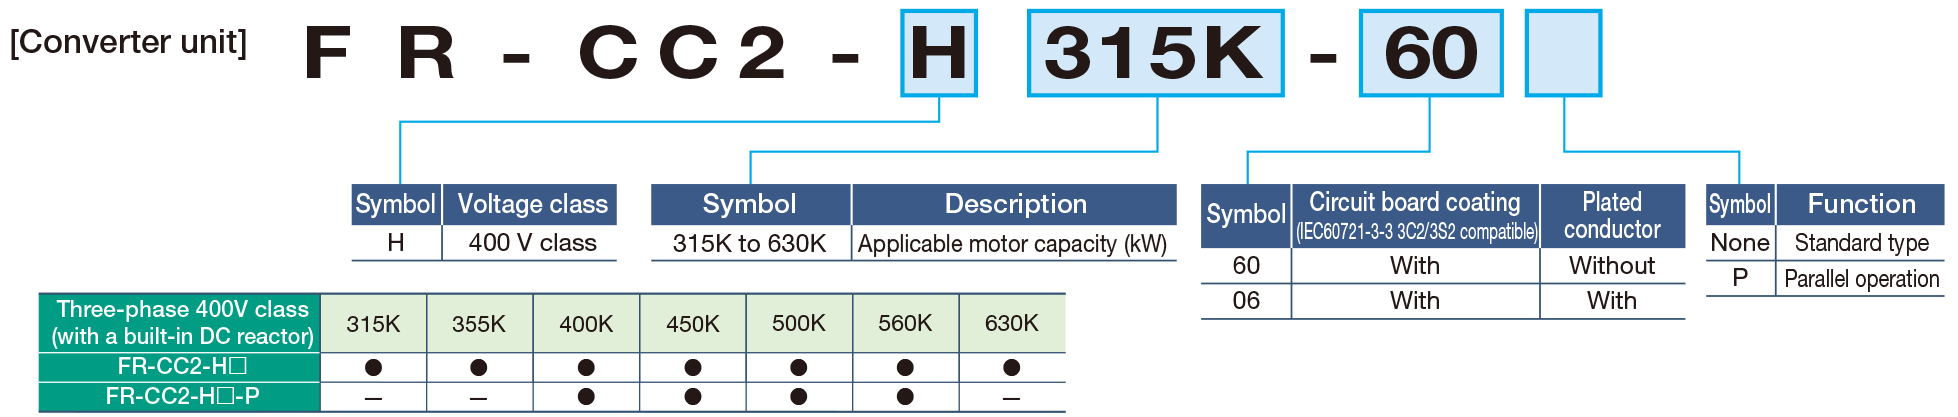 [Converter unit] F R - C C 2 - H 315K - 60
Symbol Voltage class
H 400 V class
Symbol Description
315K to 630K Applicable motor capacity (kW)
Symbol Circuit board coating (IEC60721-3-3 3C2/3S2 compatible) Plated conductor
60 With Without
06 With With
Symbol Function
None Standard type
P Parallel operation
Three-phase 400V class
(with a built-in DC reactor) 315K 355K 400K 450K 500K 560K 630K
FR-CC2-H□ ● ● ● ● ● ● ●
FR-CC2-H□-P – – ● ● ● ● –